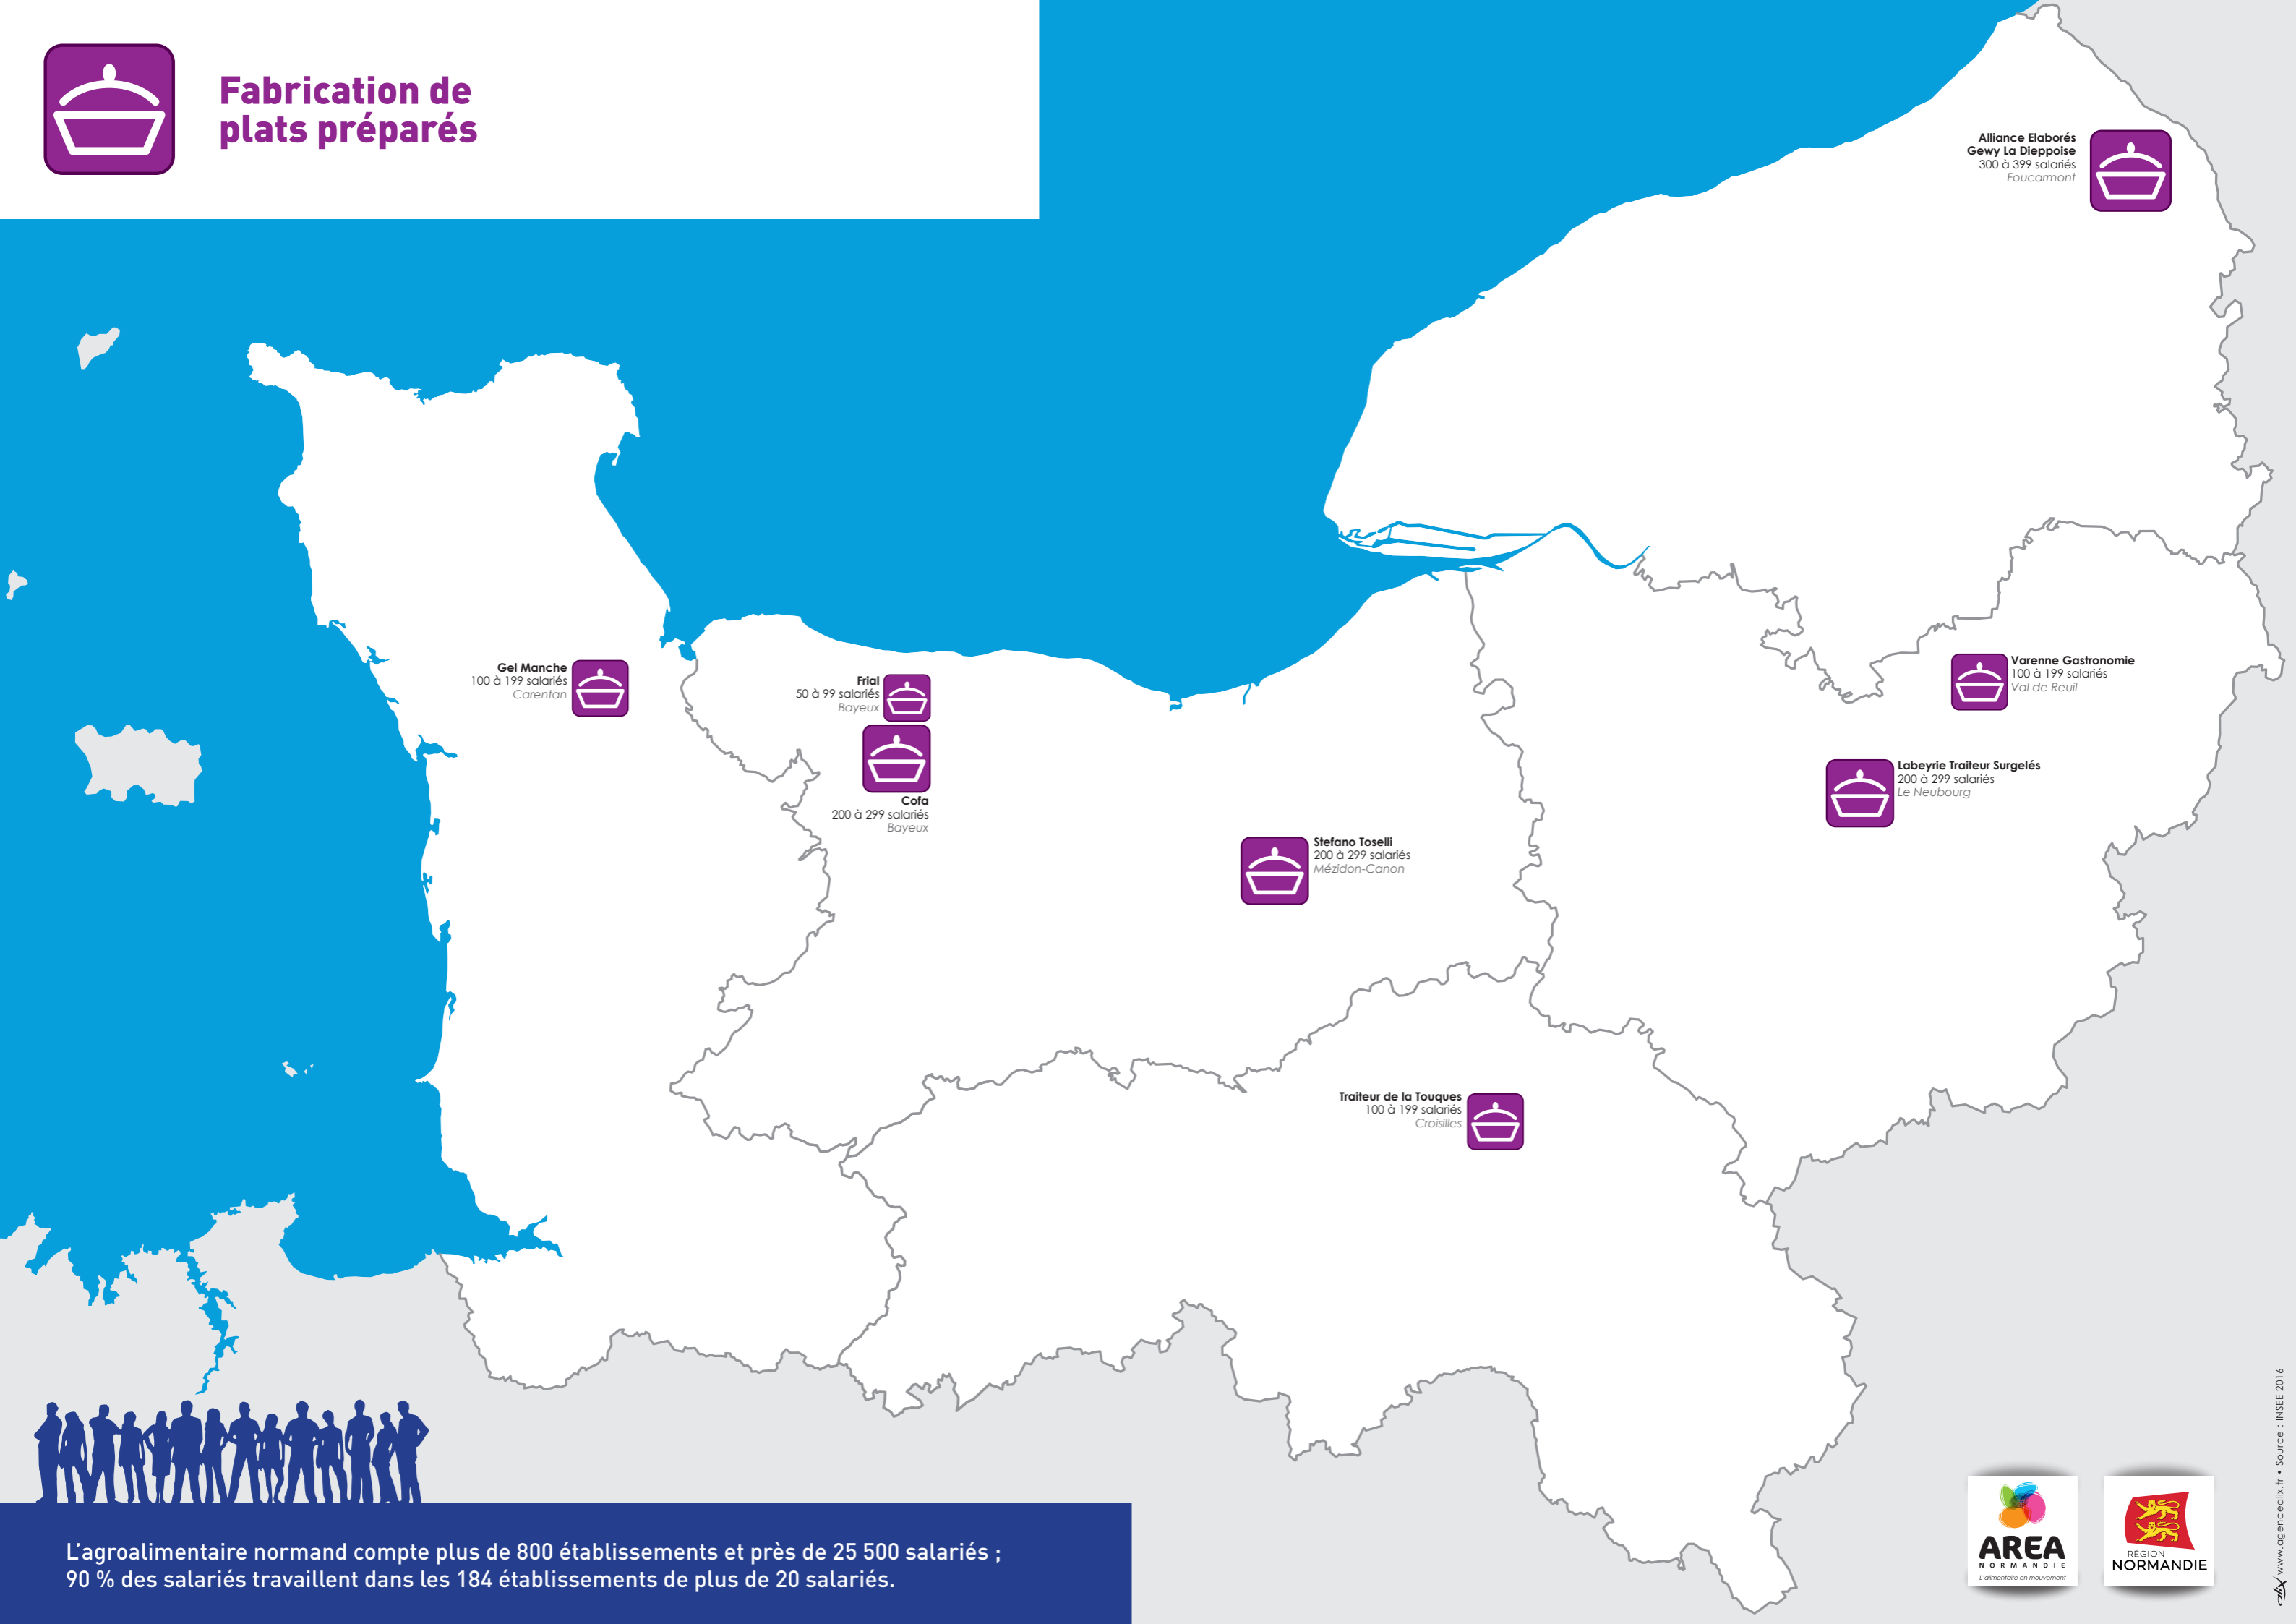 Fabrication de
plats préparés
Alliance Elaborés
Gewy La Dieppoise
300 à 399 salariés
Foucarmont
Gel Manche
100 à 199 salariés
Carentan
Frial
50 à 99 salariés
Bayeux
Cofa
200 à 299 salariés
Bayeux
Varenne Gastronomie
100 à 199 salariés
Val de Reuil
Labeyrie Traiteur Surgelés
200 à 299 salariés
Le Neubourg
Stefano Toselli
200 à 299 salariés
Mézidon-Canon
Traiteur de la Touques
100 à 199 salariés
Croisilles
L'agroalimentaire normand compte plus de 800 établissements et près de 25 500 salariés ;
90 % des salariés travaillent dans les 184 établissements de plus de 20 salariés.
AREA
NORMANDIE
L'alimentaire en mouvement
RÉGION
NORMANDIE
alix www.agencealix.fr • Source : INSEE 2016